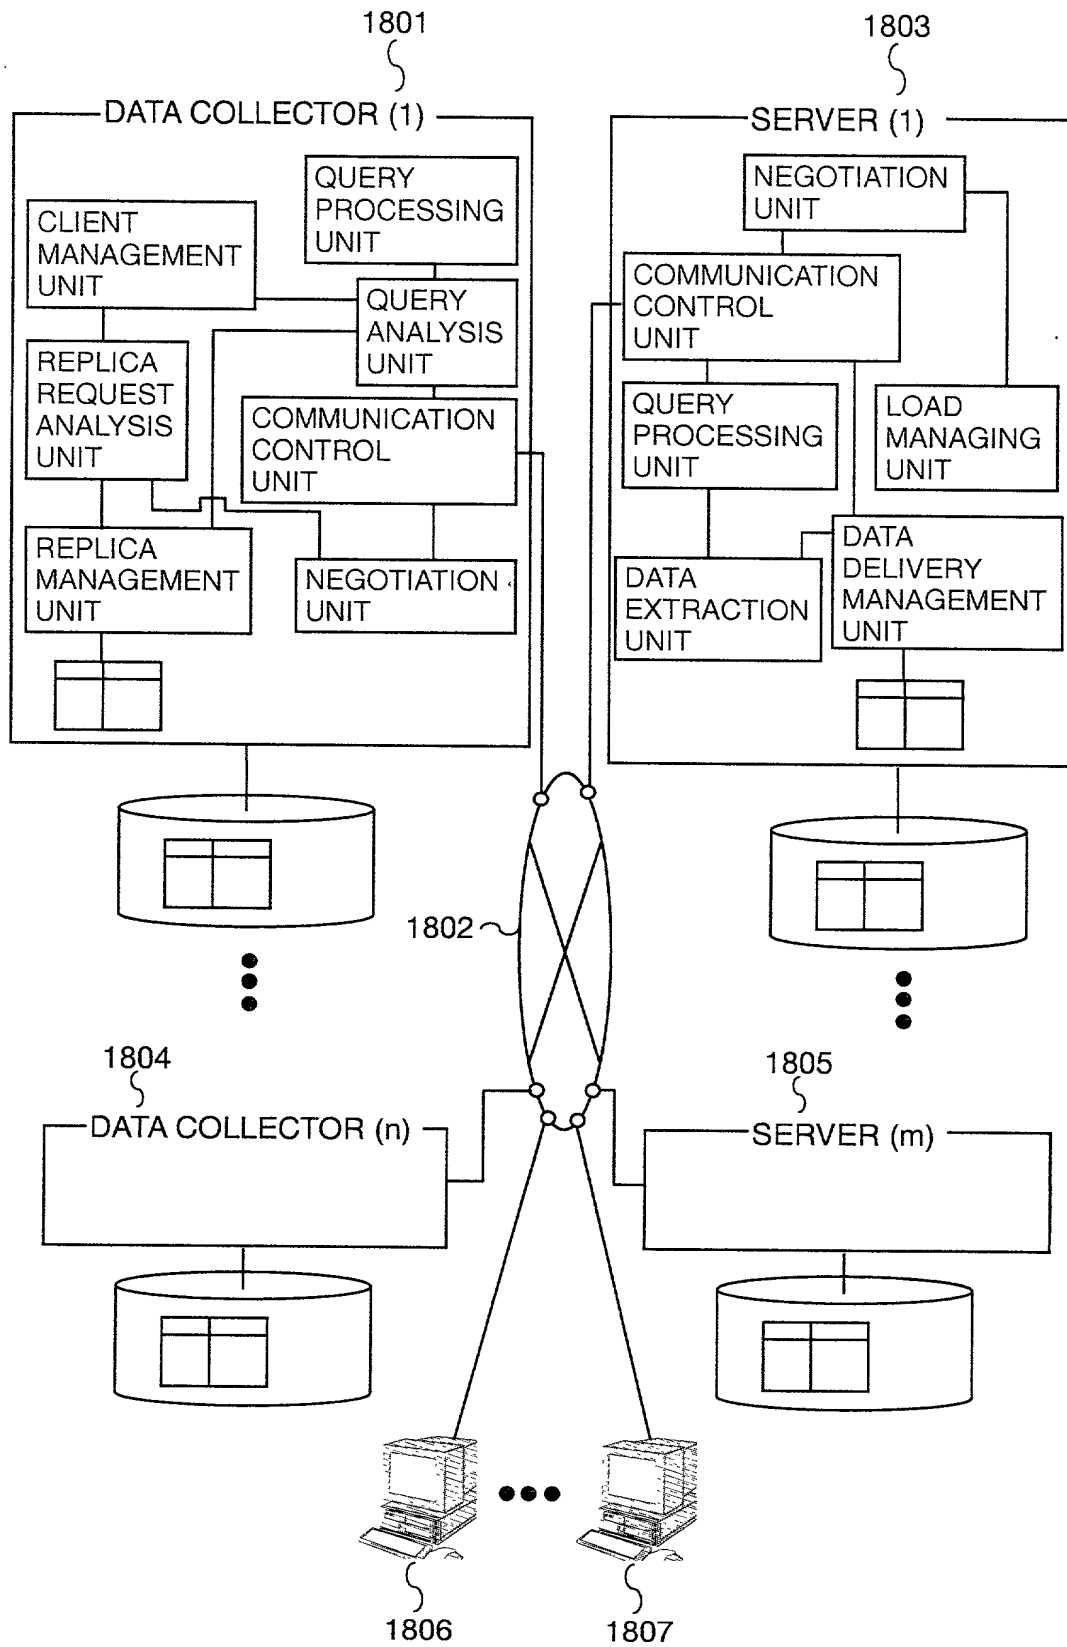 1801
1803
DATA COLLECTOR (1)
SERVER (1)
QUERY
PROCESSING
UNIT
CLIENT
MANAGEMENT
UNIT
QUERY
ANALYSIS
UNIT
REPLICA
REQUEST
ANALYSIS
UNIT
COMMUNICATION
CONTROL
UNIT
REPLICA
MANAGEMENT
UNIT
NEGOTIATION
UNIT
NEGOTIATION
UNIT
COMMUNICATION
CONTROL
UNIT
QUERY
PROCESSING
UNIT
LOAD
MANAGING
UNIT
DATA
EXTRACTION
UNIT
DATA
DELIVERY
MANAGEMENT
UNIT
1802
1804
1805
DATA COLLECTOR (n)
SERVER (m)
1806
1807